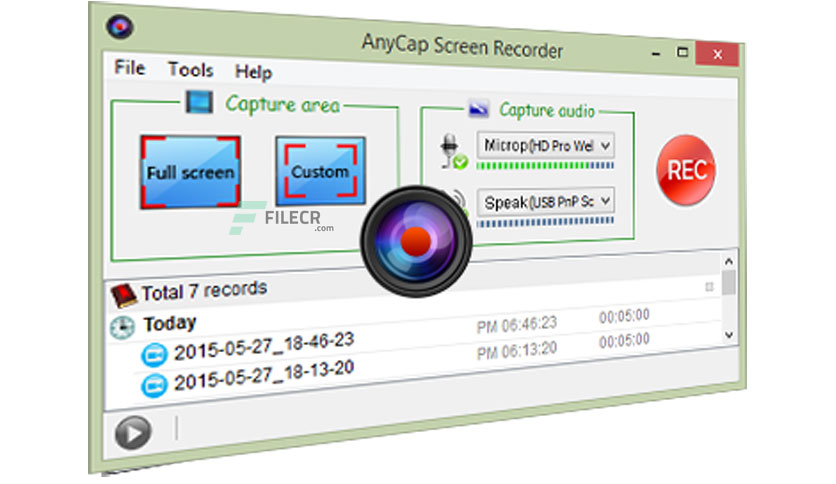 AnyCap Screen Recorder
File Tools Help
Capture area
Capture audio
Full screen
Custom
Microp(HD Pro Wel
Speak(USB PnP Sc
REC
FILECR
.com
Total 7 records
Today
2015-05-27_18-46-23 PM 06:46:23 00:05:00
2015-05-27_18-13-20 PM 06:13:20 00:05:00